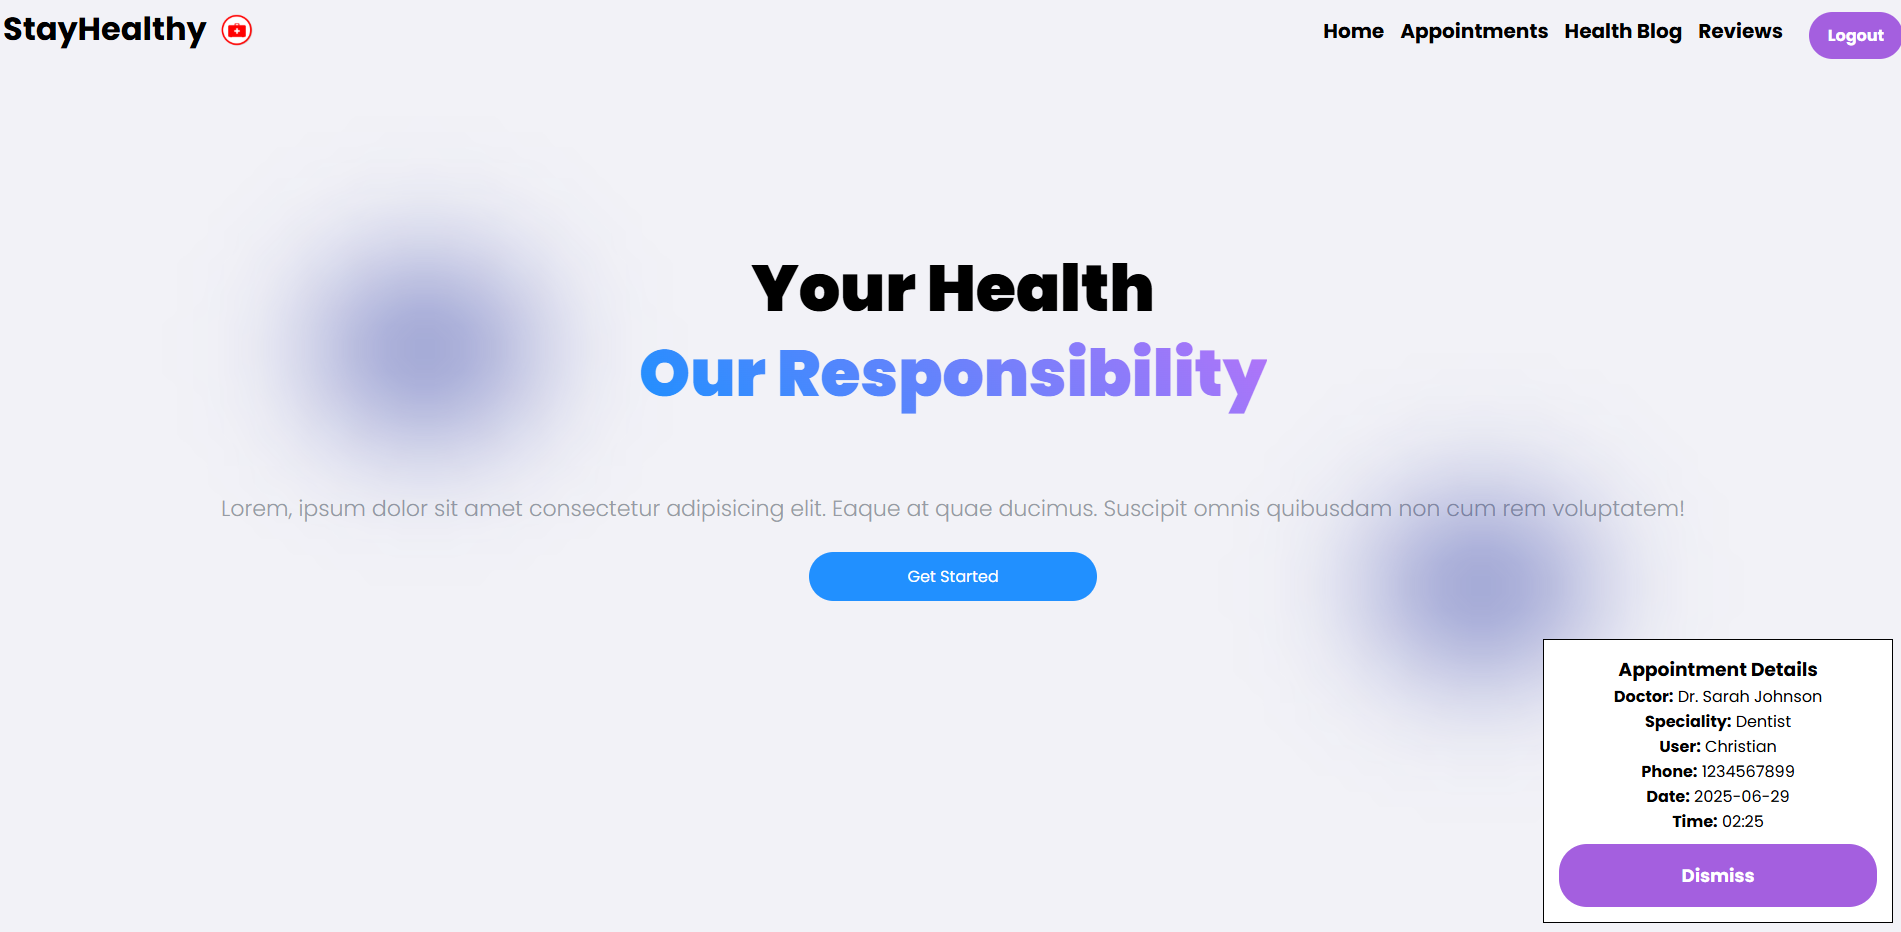 StayHealthy
Home Appointments Health Blog Reviews Logout
Your Health
Our Responsibility
Lorem, ipsum dolor sit amet consectetur adipisicing elit. Eaque at quae ducimus. Suscipit omnis quibusdam non cum rem voluptatem!
Get Started
Appointment Details
Doctor: Dr. Sarah Johnson
Speciality: Dentist
User: Christian
Phone: 1234567899
Date: 2025-06-29
Time: 02:25
Dismiss